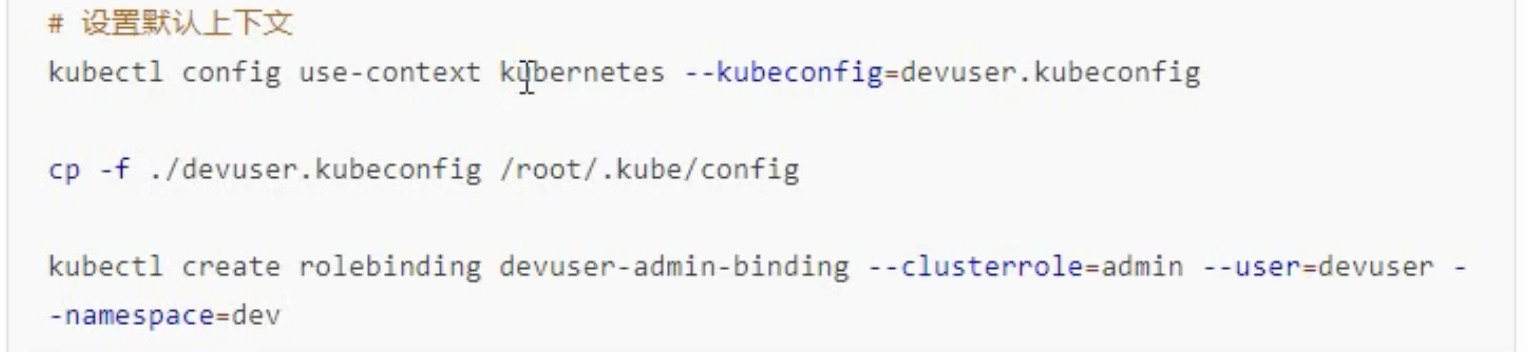 # 设置默认上下文
kubectl config use-context kubernetes --kubeconfig=devuser.kubeconfig
cp -f ./devuser.kubeconfig /root/.kube/config
kubectl create rolebinding devuser-admin-binding --clusterrole=admin --user=devuser -
-namespace=dev